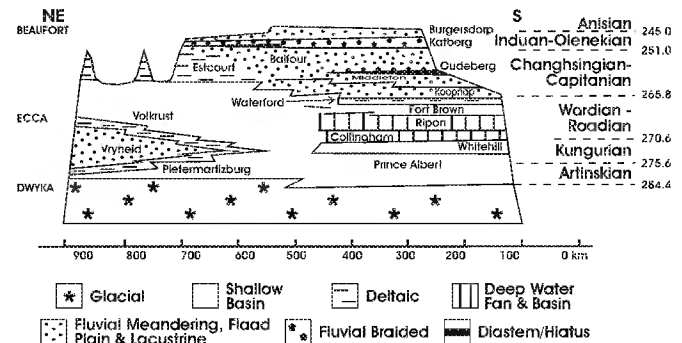 NE
S
BEAUFORT
Burgersdorp
Katberg
Anisian
245.0
Induan-Olenekian
251.0
Estcourt
Balfour
Oudeberg
Middleton
Changhsingian-
Capitanian
Koonap
265.8
Waterford
Fort Brown
ECCA
Volkrust
Ripon
Wordian -
Roadian
Collingham
270.6
Vryheid
Whitehill
Kungurian
275.6
Pietermaritzburg
Prince Albert
Artinskian
DWYKA
284.4
900 800 700 600 500 400 300 200 100 0 km
Glacial
Shallow
Basin
Deltaic
Deep Water
Fan & Basin
Fluvial Meandering, Flood
Plain & Lacustrine
Fluvial Braided
Diastem/Hiatus